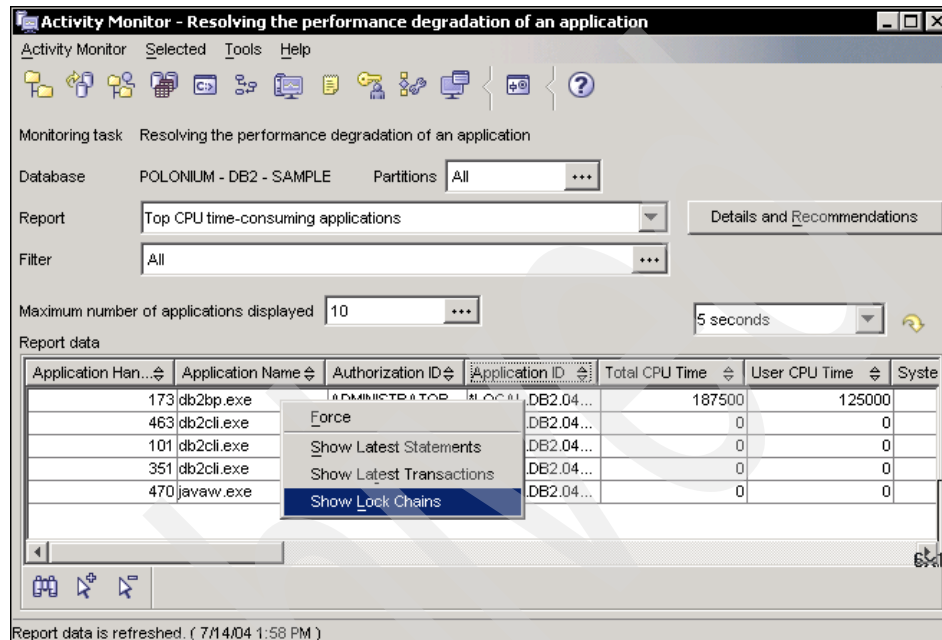 Activity Monitor - Resolving the performance degradation of an application
Activity Monitor Selected Tools Help
Monitoring task Resolving the performance degradation of an application
Database POLONIUM - DB2 - SAMPLE Partitions All
Report Top CPU time-consuming applications Details and Recommendations
Filter All
Maximum number of applications displayed 10 5 seconds
Report data
Application Han... Application Name Authorization ID Application ID Total CPU Time User CPU Time Syste
173 db2bp.exe ADMINISTRATOR *LOCAL.DB2.04... 187500 125000
463 db2cli.exe .DB2.04... 0 0
101 db2cli.exe .DB2.04... 0 0
351 db2cli.exe .DB2.04... 0 0
470 javaw.exe .DB2.04... 0 0
Force
Show Latest Statements
Show Latest Transactions
Show Lock Chains
Report data is refreshed. ( 7/14/04 1:58 PM )